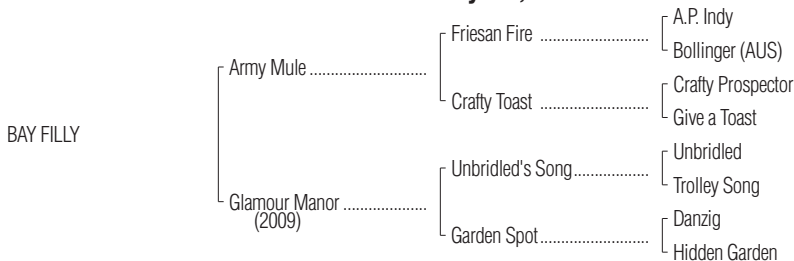 A.P. Indy
Friesan Fire ..........................
Bollinger (AUS)
Army Mule ............................
Crafty Prospector
Crafty Toast ..........................
Give a Toast
BAY FILLY
Unbridled
Unbridled's Song..................
Trolley Song
Glamour Manor ....................
(2009)
Danzig
Garden Spot..........................
Hidden Garden